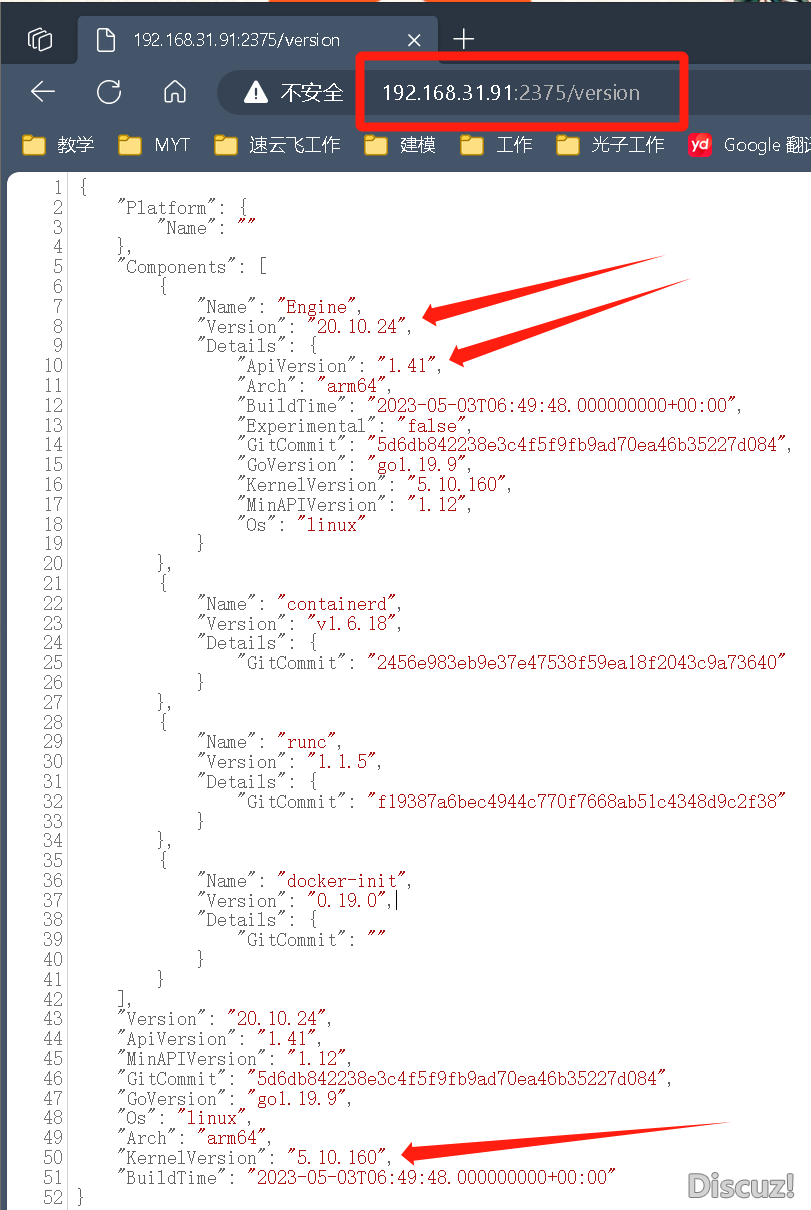 192.168.31.91:2375/version
不安全 192.168.31.91:2375/version
教学 MYT 速云飞工作 建模 工作 光子工作 yd Google 翻
1 {
2 "Platform": {
3 "Name": ""
4 },
5 "Components": [
6 {
7 "Name": "Engine",
8 "Version": "20.10.24",
9 "Details": {
10 "ApiVersion": "1.41",
11 "Arch": "arm64",
12 "BuildTime": "2023-05-03T06:49:48.000000000+00:00",
13 "Experimental": "false",
14 "GitCommit": "5d6db842238e3c4f5f9fb9ad70ea46b35227d084",
15 "GoVersion": "go1.19.9",
16 "KernelVersion": "5.10.160",
17 "MinAPIVersion": "1.12",
18 "Os": "linux"
19 }
20 },
21 {
22 "Name": "containerd",
23 "Version": "v1.6.18",
24 "Details": {
25 "GitCommit": "2456e983eb9e37e47538f59ea18f2043c9a73640"
26 }
27 },
28 {
29 "Name": "runc",
30 "Version": "1.1.5",
31 "Details": {
32 "GitCommit": "f19387a6bec4944c770f7668ab51c4348d9c2f38"
33 }
34 },
35 {
36 "Name": "docker-init",
37 "Version": "0.19.0",
38 "Details": {
39 "GitCommit": ""
40 }
41 }
42 ],
43 "Version": "20.10.24",
44 "ApiVersion": "1.41",
45 "MinAPIVersion": "1.12",
46 "GitCommit": "5d6db842238e3c4f5f9fb9ad70ea46b35227d084",
47 "GoVersion": "go1.19.9",
48 "Os": "linux",
49 "Arch": "arm64",
50 "KernelVersion": "5.10.160",
51 "BuildTime": "2023-05-03T06:49:48.000000000+00:00"
52 }
Discuz!